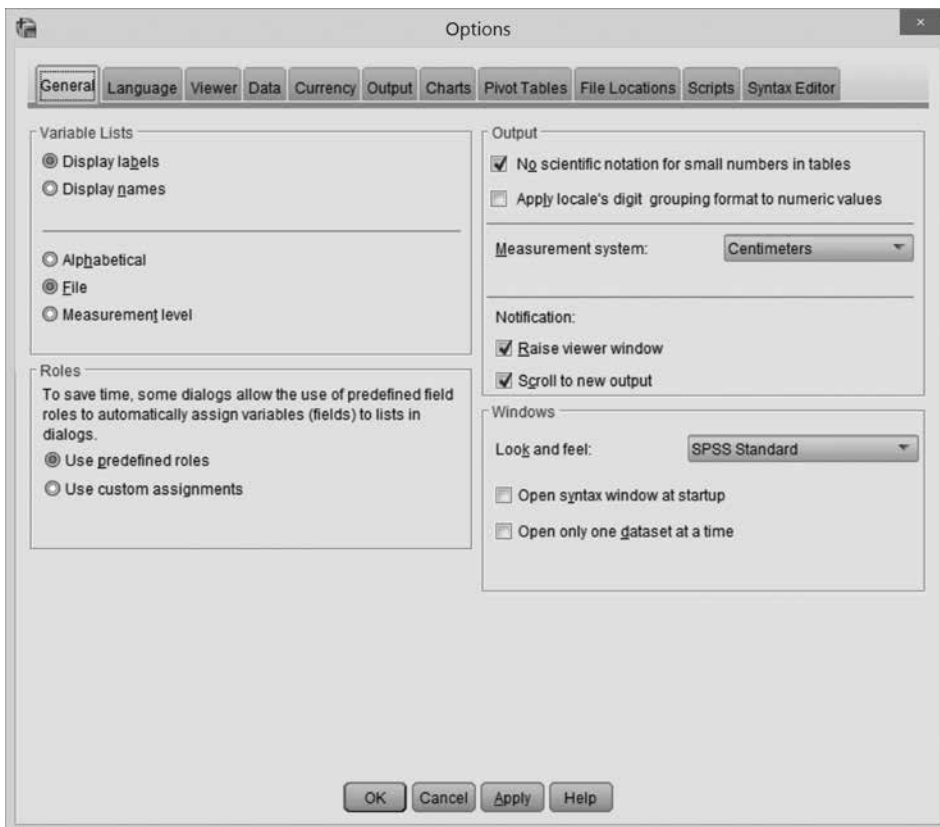 Options
General Language Viewer Data Currency Output Charts Pivot Tables File Locations Scripts Syntax Editor
Variable Lists
Display labels
Display names
Alphabetical
File
Measurement level
Roles
To save time, some dialogs allow the use of predefined field
roles to automatically assign variables (fields) to lists in
dialogs.
Use predefined roles
Use custom assignments
Output
No scientific notation for small numbers in tables
Apply locale's digit grouping format to numeric values
Measurement system: Centimeters
Notification:
Raise viewer window
Scroll to new output
Windows
Look and feel: SPSS Standard
Open syntax window at startup
Open only one dataset at a time
OK Cancel Apply Help